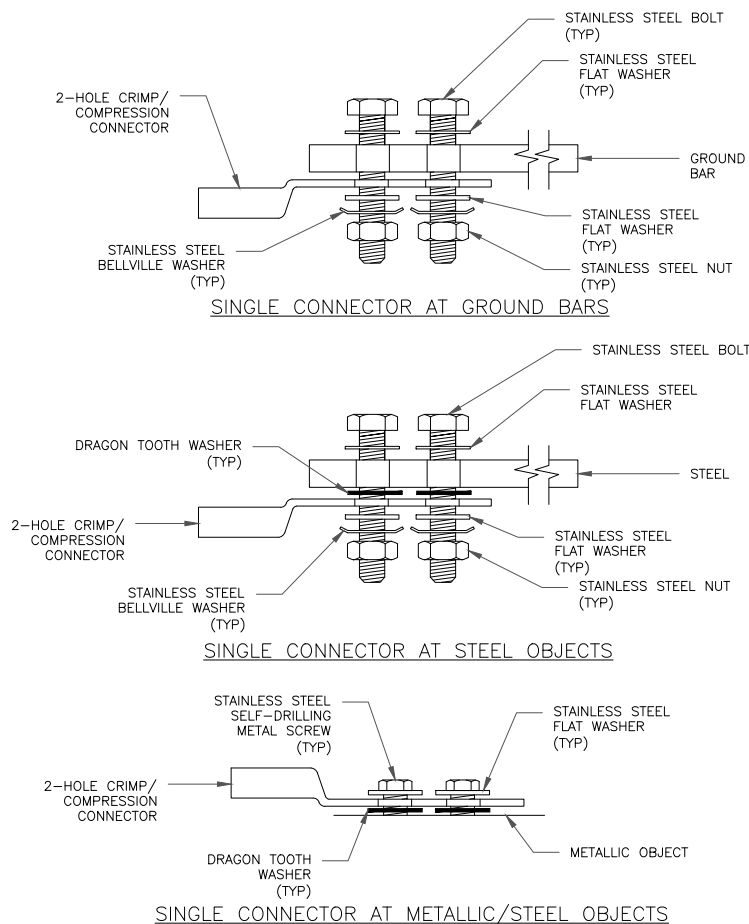 STAINLESS STEEL BOLT
(TYP)
STAINLESS STEEL
FLAT WASHER
(TYP)
2-HOLE CRIMP/
COMPRESSION
CONNECTOR
GROUND
BAR
STAINLESS STEEL
BELLVILLE WASHER
(TYP)
STAINLESS STEEL
FLAT WASHER
(TYP)
STAINLESS STEEL NUT
(TYP)
SINGLE CONNECTOR AT GROUND BARS
STAINLESS STEEL BOLT
STAINLESS STEEL
FLAT WASHER
DRAGON TOOTH WASHER
(TYP)
STEEL
2-HOLE CRIMP/
COMPRESSION
CONNECTOR
STAINLESS STEEL
FLAT WASHER
(TYP)
STAINLESS STEEL
BELLVILLE WASHER
(TYP)
STAINLESS STEEL NUT
(TYP)
SINGLE CONNECTOR AT STEEL OBJECTS
STAINLESS STEEL
SELF-DRILLING
METAL SCREW
(TYP)
STAINLESS STEEL
FLAT WASHER
(TYP)
2-HOLE CRIMP/
COMPRESSION
CONNECTOR
DRAGON TOOTH
WASHER
(TYP)
METALLIC OBJECT
SINGLE CONNECTOR AT METALLIC/STEEL OBJECTS